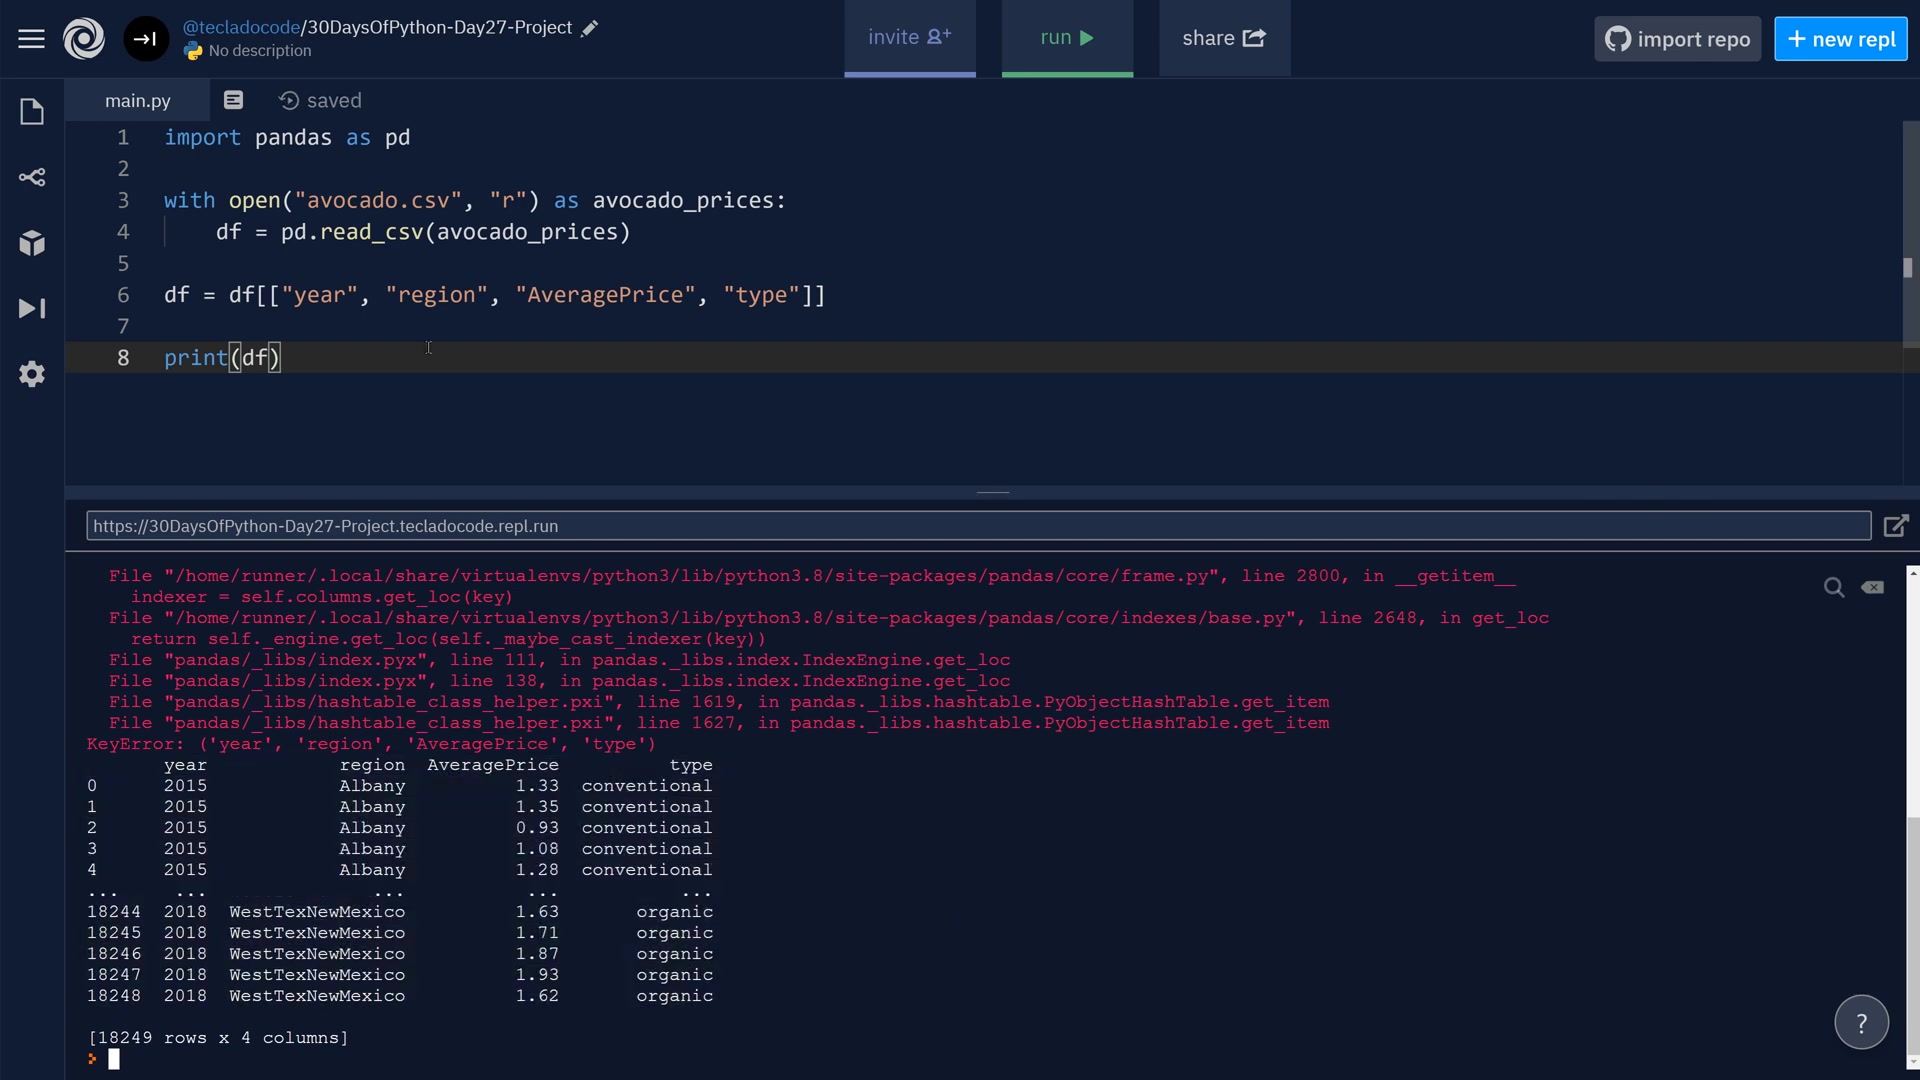 @tecladocode/30DaysOfPython-Day27-Project
No description
invite
run
share
import repo
+ new repl
main.py
saved
1 import pandas as pd
2
3 with open("avocado.csv", "r") as avocado_prices:
4     df = pd.read_csv(avocado_prices)
5
6 df = df[["year", "region", "AveragePrice", "type"]]
7
8 print(df)
https://30DaysOfPython-Day27-Project.tecladocode.repl.run
  File "/home/runner/.local/share/virtualenvs/python3/lib/python3.8/site-packages/pandas/core/frame.py", line 2800, in __getitem__
    indexer = self.columns.get_loc(key)
  File "/home/runner/.local/share/virtualenvs/python3/lib/python3.8/site-packages/pandas/core/indexes/base.py", line 2648, in get_loc
    return self._engine.get_loc(self._maybe_cast_indexer(key))
  File "pandas/_libs/index.pyx", line 111, in pandas._libs.index.IndexEngine.get_loc
  File "pandas/_libs/index.pyx", line 138, in pandas._libs.index.IndexEngine.get_loc
  File "pandas/_libs/hashtable_class_helper.pxi", line 1619, in pandas._libs.hashtable.PyObjectHashTable.get_item
  File "pandas/_libs/hashtable_class_helper.pxi", line 1627, in pandas._libs.hashtable.PyObjectHashTable.get_item
KeyError: ('year', 'region', 'AveragePrice', 'type')
       year            region  AveragePrice          type
0      2015            Albany          1.33  conventional
1      2015            Albany          1.35  conventional
2      2015            Albany          0.93  conventional
3      2015            Albany          1.08  conventional
4      2015            Albany          1.28  conventional
...     ...               ...           ...           ...
18244  2018  WestTexNewMexico          1.63       organic
18245  2018  WestTexNewMexico          1.71       organic
18246  2018  WestTexNewMexico          1.87       organic
18247  2018  WestTexNewMexico          1.93       organic
18248  2018  WestTexNewMexico          1.62       organic
[18249 rows x 4 columns]
?